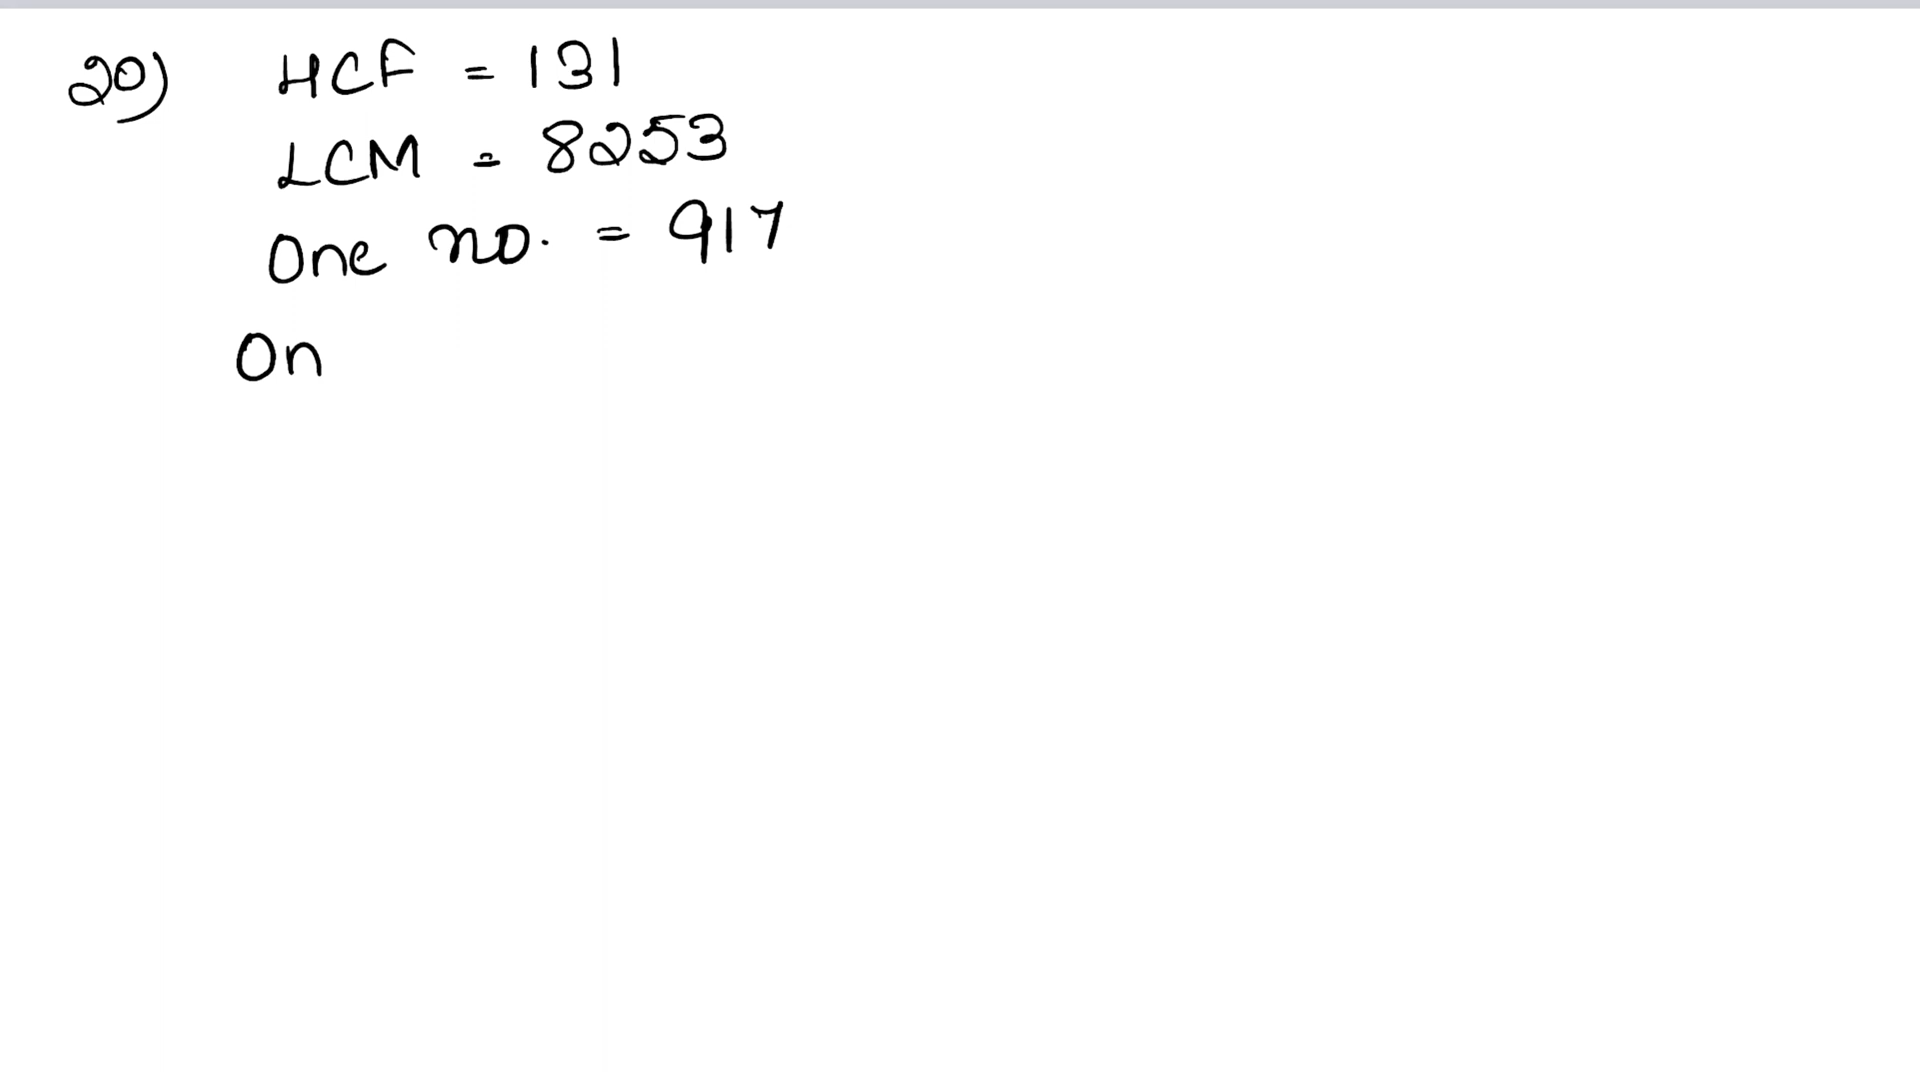 20) HCF = 131
LCM = 8253
One no. = 917
On